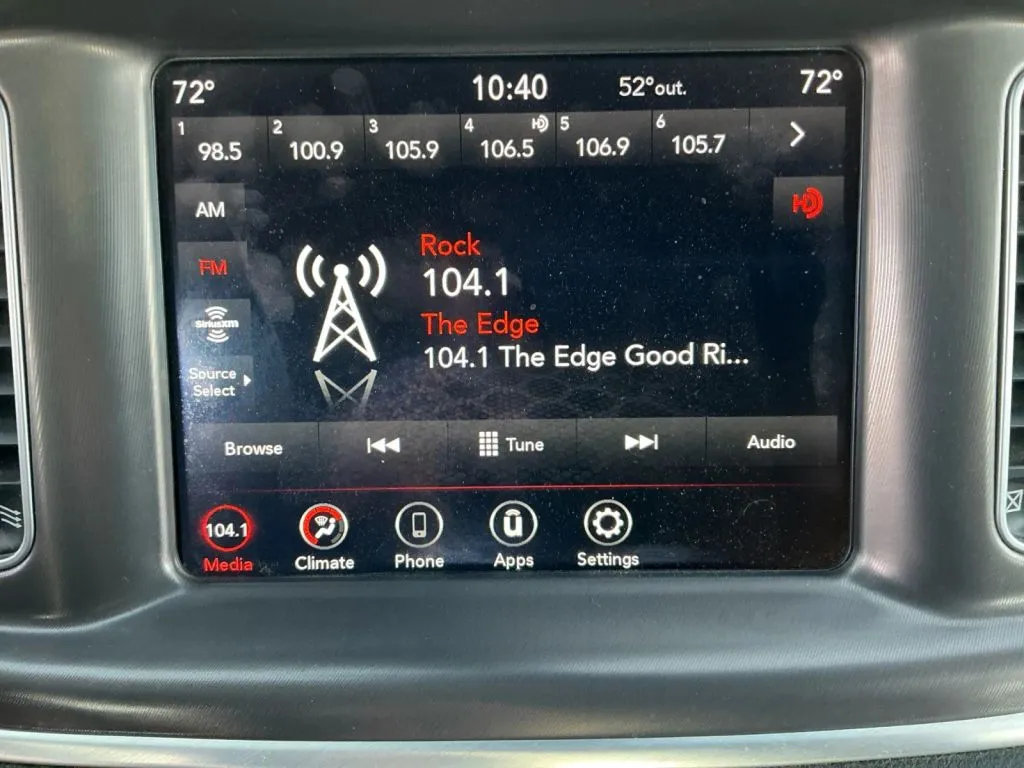 72° 10:40 52° out. 72°
1 98.5 2 100.9 3 105.9 4 HD 106.5 5 106.9 6 105.7
AM
HD
FM
Rock
104.1
siriusxm
The Edge
104.1 The Edge Good Ri...
Source
Select
Browse Tune Audio
104.1
Media Climate Phone Apps Settings